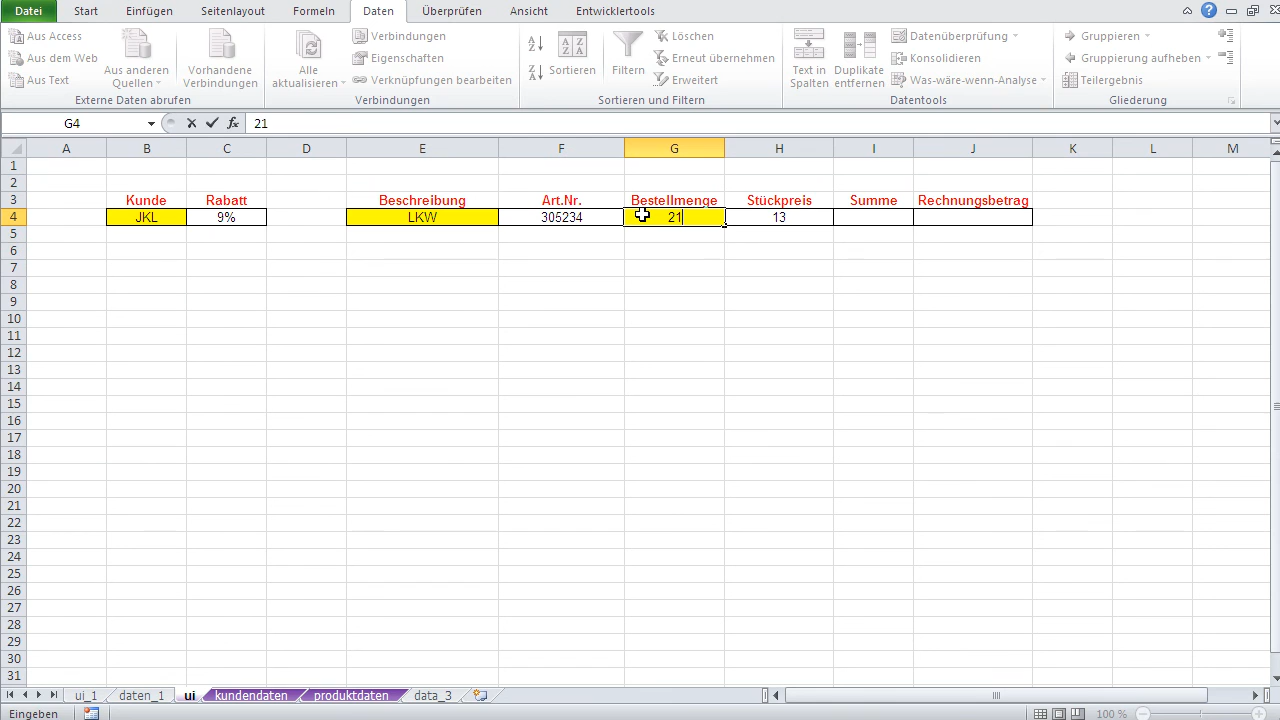 Datei Start Einfügen Seitenlayout Formeln Daten Überprüfen Ansicht Entwicklertools
Aus Access
Aus dem Web
Aus Text
Aus anderen Quellen
Vorhandene Verbindungen
Externe Daten abrufen
Alle aktualisieren
Verbindungen
Eigenschaften
Verknüpfungen bearbeiten
Verbindungen
Sortieren
Filtern
Löschen
Erneut übernehmen
Erweitert
Sortieren und Filtern
Text in Spalten
Duplikate entfernen
Datenüberprüfung
Konsolidieren
Was-wäre-wenn-Analyse
Datentools
Gruppieren
Gruppierung aufheben
Teilergebnis
Gliederung
G4 fx 21
A B C D E F G H I J K L M
1
2
3 Kunde Rabatt Beschreibung Art.Nr. Bestellmenge Stückpreis Summe Rechnungsbetrag
4 JKL 9% LKW 305234 21 13
5
6
7
8
9
10
11
12
13
14
15
16
17
18
19
20
21
22
23
24
25
26
27
28
29
30
31
ui_1 daten_1 ui kundendaten produktdaten data_3
Eingeben 100 %